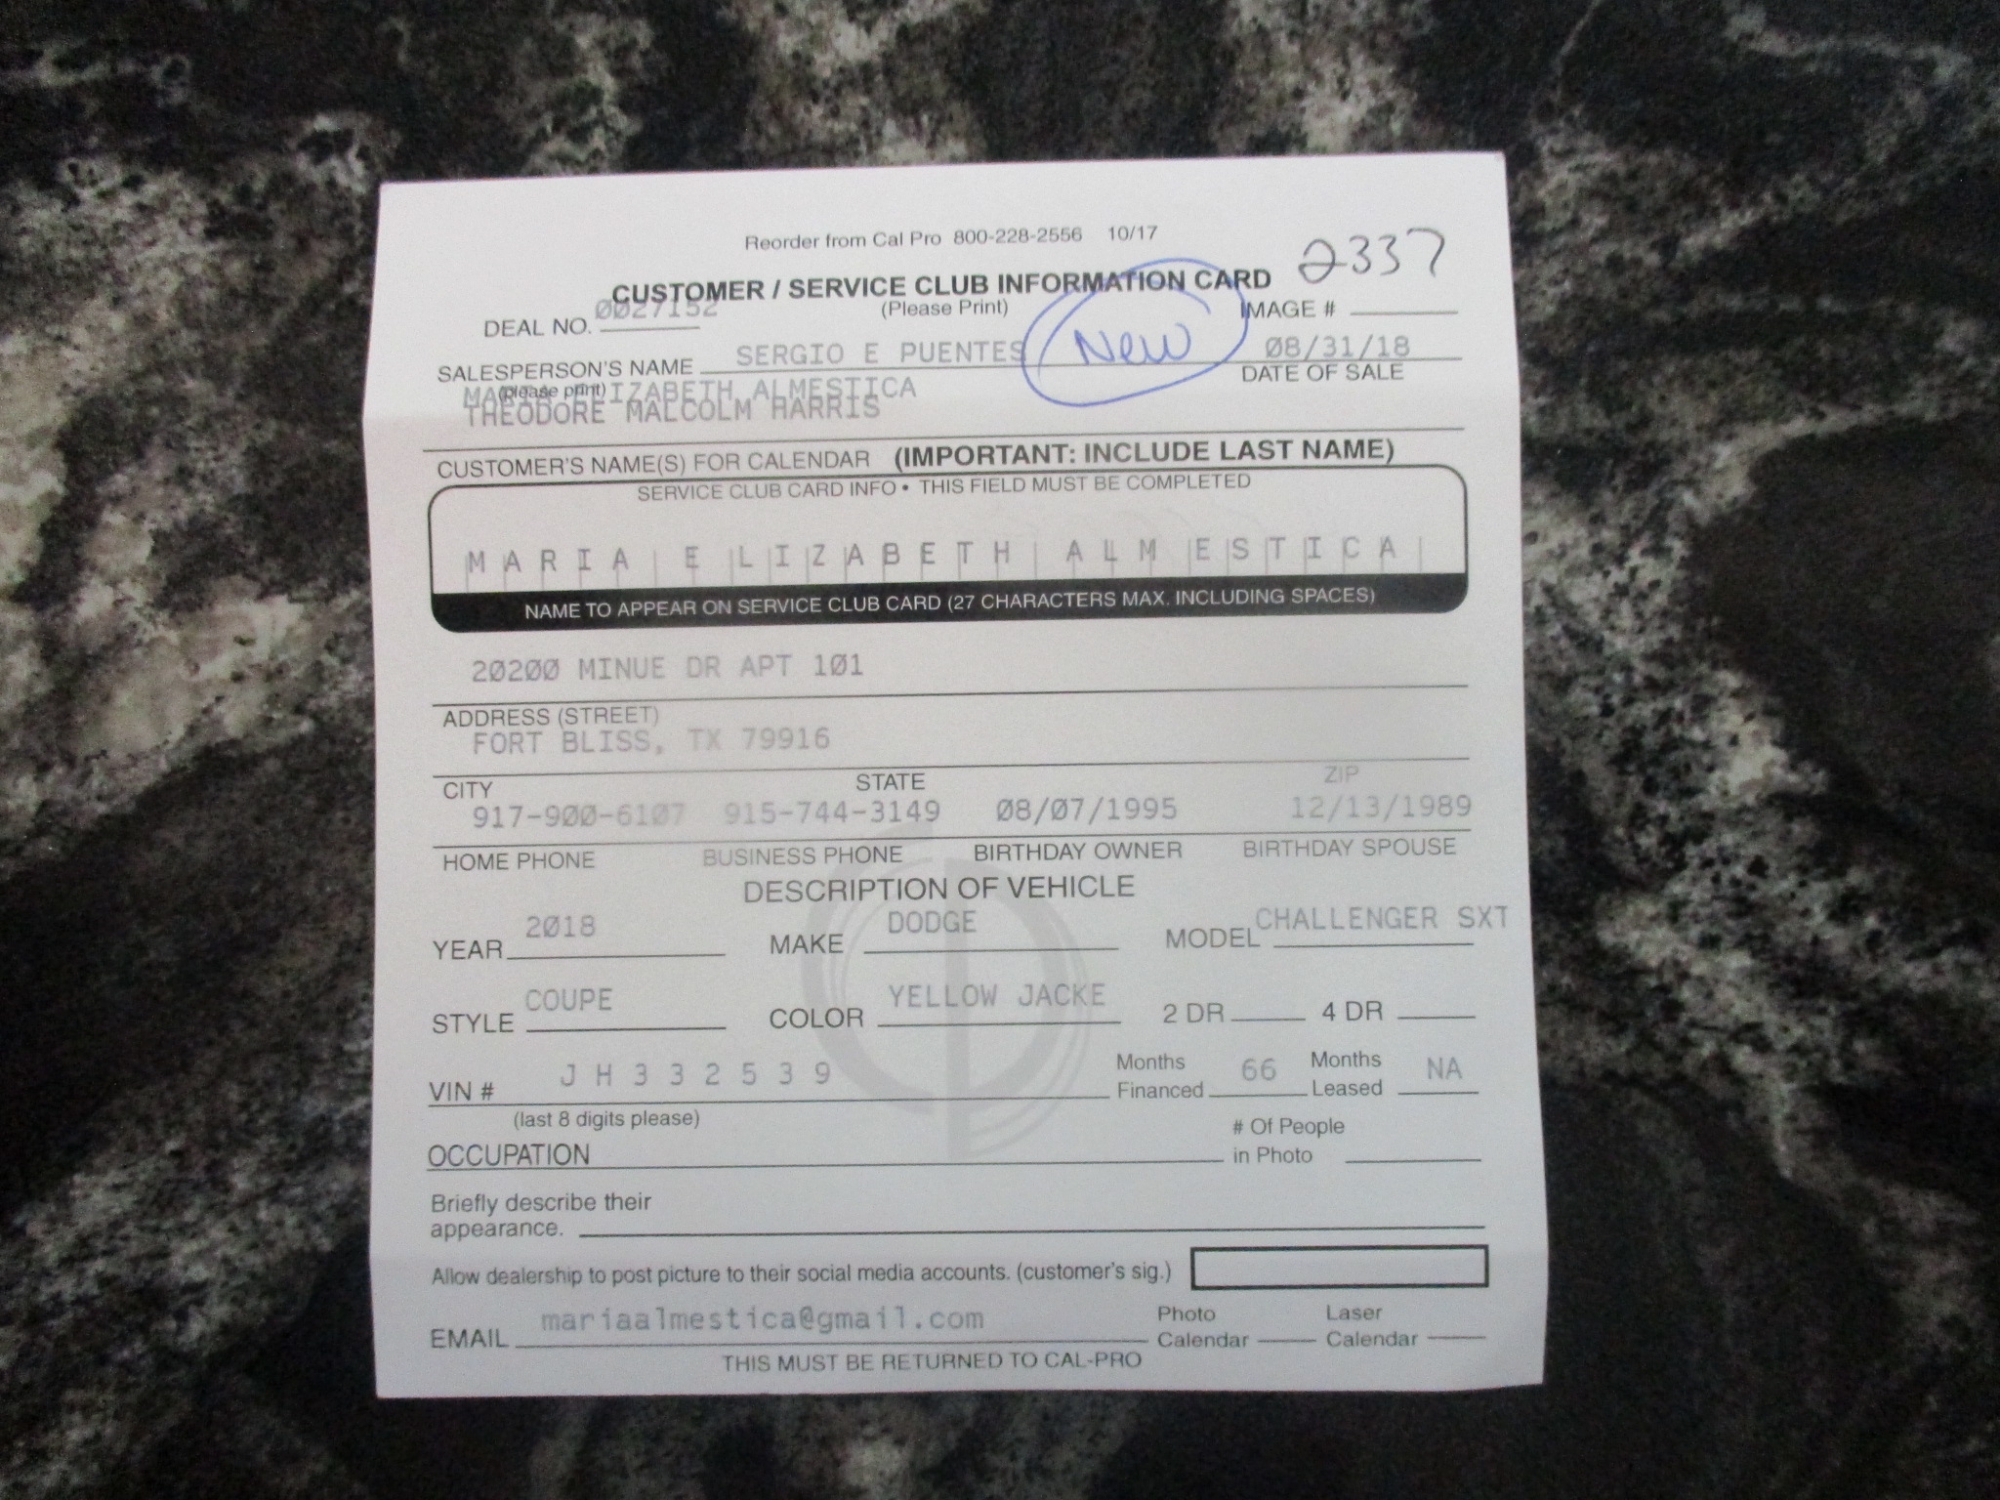 Reorder from Cal Pro 800-228-2556 10/17
2337
CUSTOMER / SERVICE CLUB INFORMATION CARD
(Please Print)
DEAL NO. 0027152
New
IMAGE #
SALESPERSON'S NAME SERGIO E PUENTES 08/31/18
(please print) DATE OF SALE
MARIA ELIZABETH ALMESTICA
THEODORE MALCOLM HARRIS
CUSTOMER'S NAME(S) FOR CALENDAR (IMPORTANT: INCLUDE LAST NAME)
SERVICE CLUB CARD INFO • THIS FIELD MUST BE COMPLETED
MARIA ELIZABETH ALMESTICA
NAME TO APPEAR ON SERVICE CLUB CARD (27 CHARACTERS MAX. INCLUDING SPACES)
20200 MINUE DR APT 101
ADDRESS (STREET)
FORT BLISS, TX 79916
CITY STATE ZIP
917-900-6107 915-744-3149 08/07/1995 12/13/1989
HOME PHONE BUSINESS PHONE BIRTHDAY OWNER BIRTHDAY SPOUSE
DESCRIPTION OF VEHICLE
YEAR 2018 MAKE DODGE MODEL CHALLENGER SXT
STYLE COUPE COLOR YELLOW JACKE 2 DR 4 DR
VIN # JH332539 Months Financed 66 Months Leased NA
(last 8 digits please)
OCCUPATION # Of People in Photo
Briefly describe their
appearance.
Allow dealership to post picture to their social media accounts. (customer's sig.)
EMAIL mariaalmestica@gmail.com Photo Calendar Laser Calendar
THIS MUST BE RETURNED TO CAL-PRO